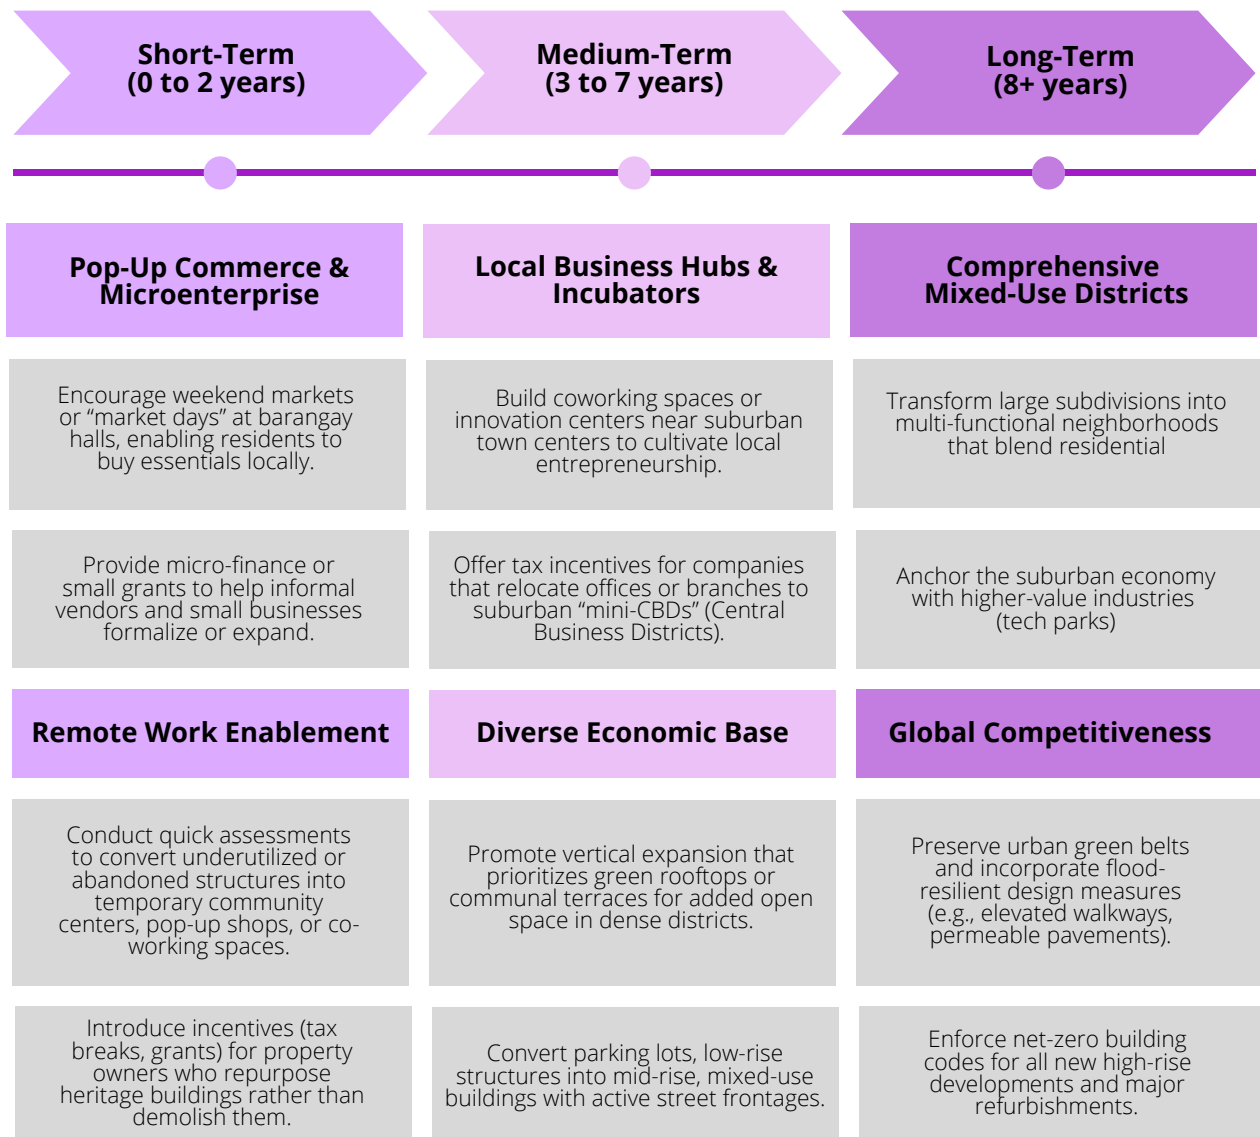 Short-Term
(0 to 2 years)
Medium-Term
(3 to 7 years)
Long-Term
(8+ years)
Pop-Up Commerce &
Microenterprise
Local Business Hubs &
Incubators
Comprehensive
Mixed-Use Districts
Encourage weekend markets
or “market days” at barangay
halls, enabling residents to
buy essentials locally.
Build coworking spaces or
innovation centers near suburban
town centers to cultivate local
entrepreneurship.
Transform large subdivisions into
multi-functional neighborhoods
that blend residential
Provide micro-finance or
small grants to help informal
vendors and small businesses
formalize or expand.
Offer tax incentives for companies
that relocate offices or branches to
suburban “mini-CBDs” (Central
Business Districts).
Anchor the suburban economy
with higher-value industries
(tech parks)
Remote Work Enablement
Diverse Economic Base
Global Competitiveness
Conduct quick assessments
to convert underutilized or
abandoned structures into
temporary community
centers, pop-up shops, or co-
working spaces.
Promote vertical expansion that
prioritizes green rooftops or
communal terraces for added open
space in dense districts.
Preserve urban green belts
and incorporate flood-
resilient design measures
(e.g., elevated walkways,
permeable pavements).
Introduce incentives (tax
breaks, grants) for property
owners who repurpose
heritage buildings rather than
demolish them.
Convert parking lots, low-rise
structures into mid-rise, mixed-use
buildings with active street frontages.
Enforce net-zero building
codes for all new high-rise
developments and major
refurbishments.